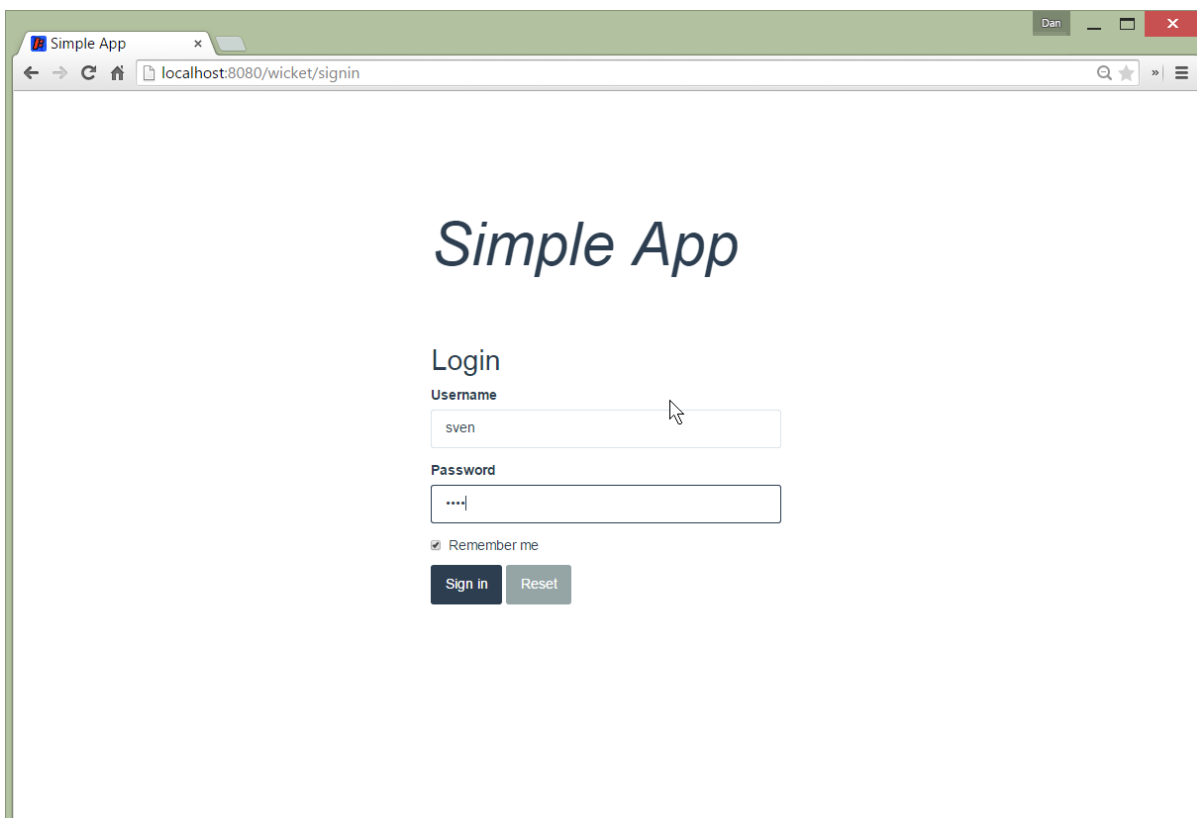 Dan
Simple App
localhost:8080/wicket/signin
Simple App
Login
Username
sven
Password
••••
Remember me
Sign in Reset